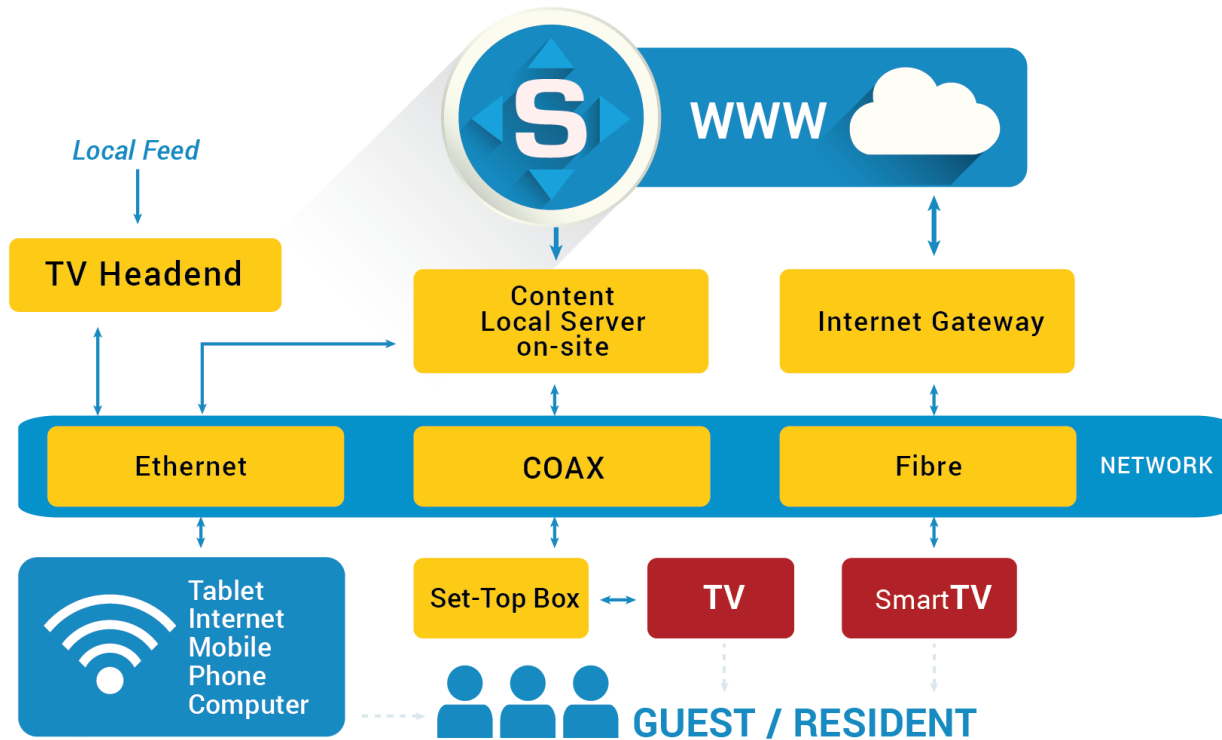 S
WWW
Local Feed
TV Headend
Content
Local Server
on-site
Internet Gateway
Ethernet
COAX
Fibre
NETWORK
Tablet
Internet
Mobile
Phone
Computer
Set-Top Box
TV
SmartTV
GUEST / RESIDENT